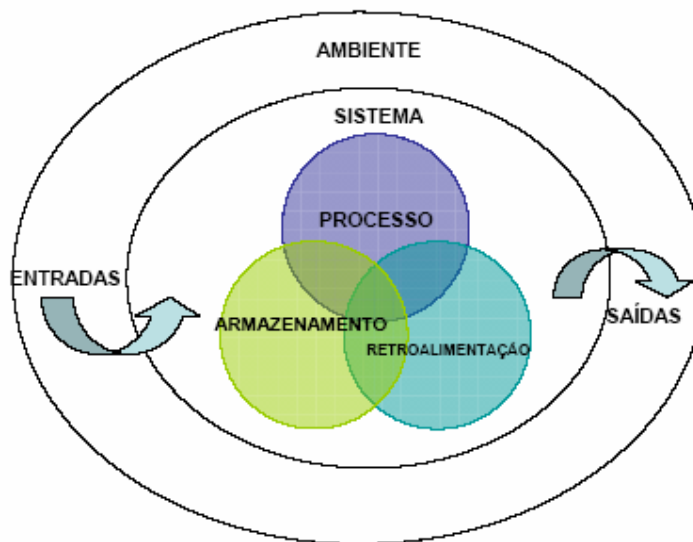 AMBIENTE
SISTEMA
PROCESSO
ENTRADAS
ARMAZENAMENTO
SAÍDAS
RETROALIMENTAÇÃO